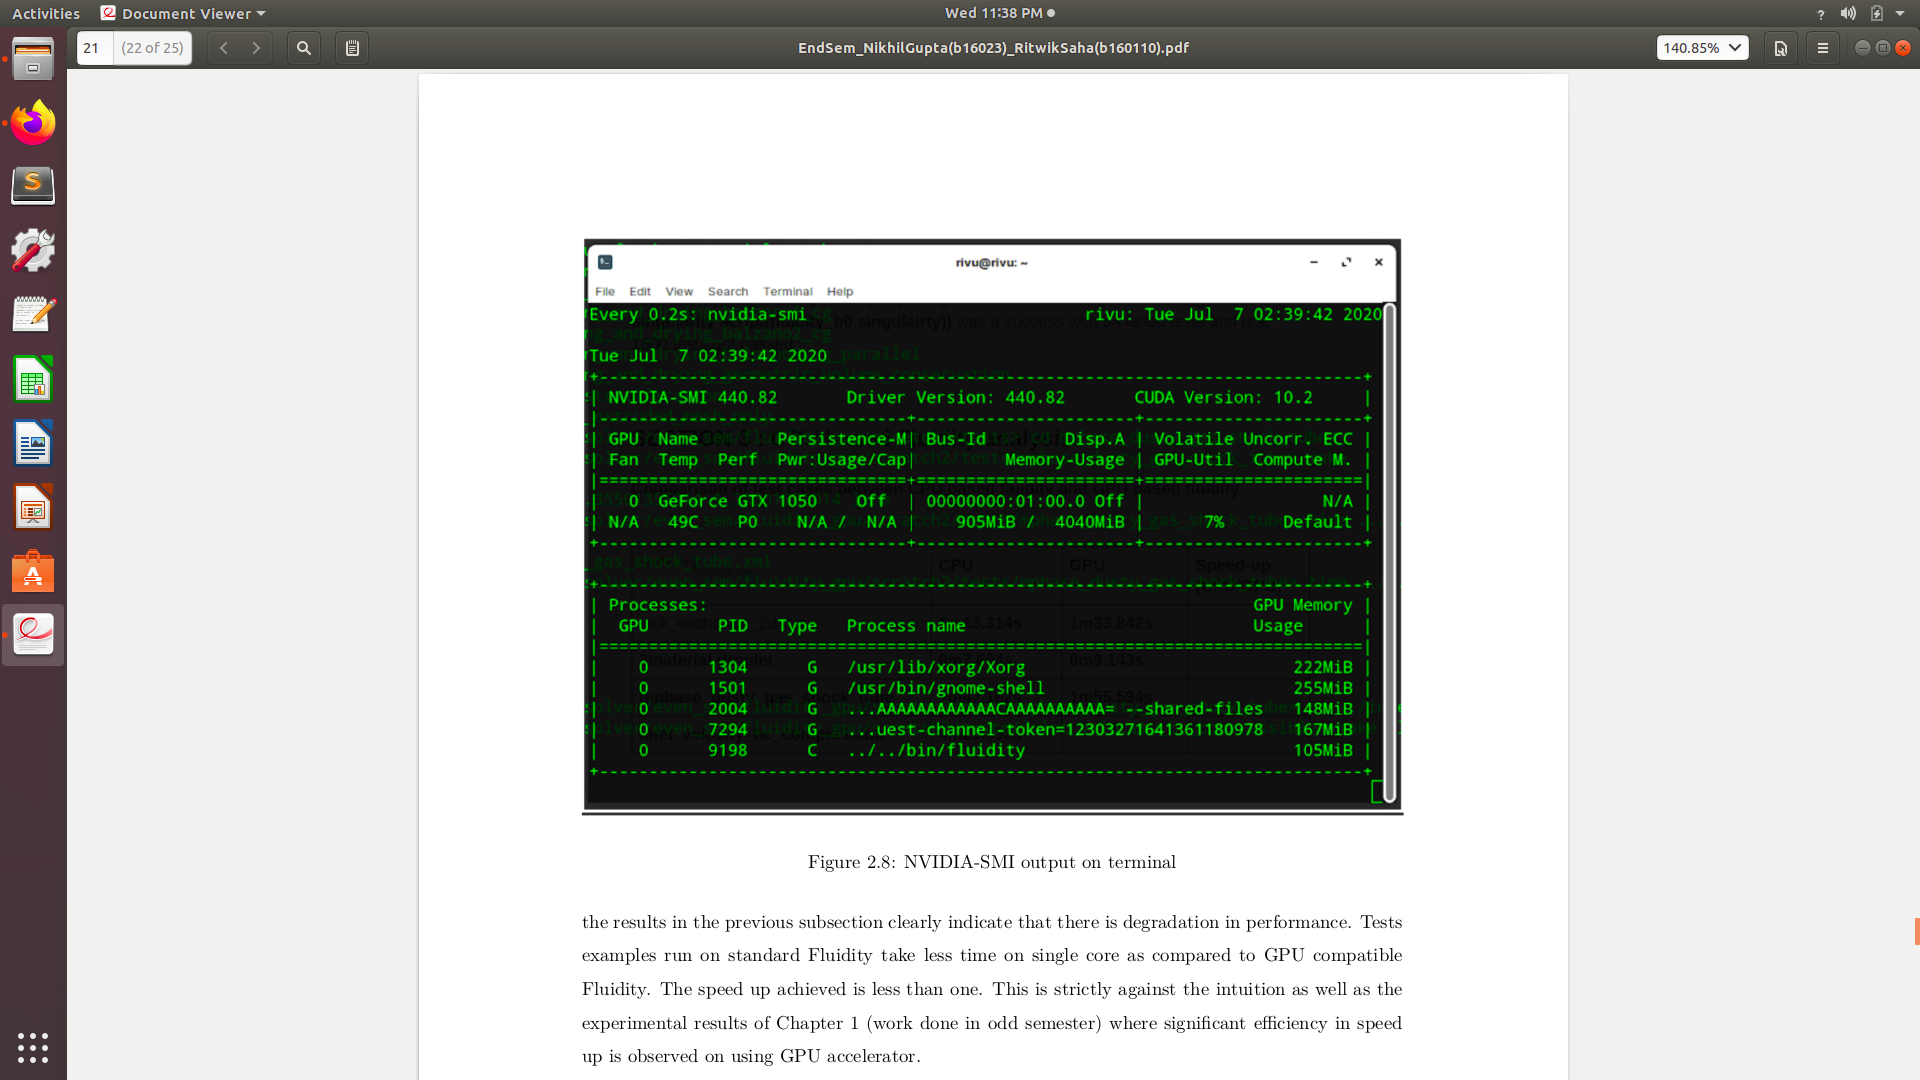 Activities Document Viewer Wed 11:38 PM ?
21 (22 of 25) EndSem_NikhilGupta(b16023)_RitwikSaha(b160110).pdf 140.85%
rivu@rivu: ~
File Edit View Search Terminal Help
Every 0.2s: nvidia-smi rivu: Tue Jul 7 02:39:42 2020
Tue Jul 7 02:39:42 2020
+-----------------------------------------------------------------------------+
| NVIDIA-SMI 440.82 Driver Version: 440.82 CUDA Version: 10.2 |
|-------------------------------+----------------------+----------------------+
| GPU Name Persistence-M| Bus-Id Disp.A | Volatile Uncorr. ECC |
| Fan Temp Perf Pwr:Usage/Cap| Memory-Usage | GPU-Util Compute M. |
|===============================+======================+======================|
| 0 GeForce GTX 1050 Off | 00000000:01:00.0 Off | N/A |
| N/A 49C P0 N/A / N/A | 905MiB / 4040MiB | 7% Default |
+-------------------------------+----------------------+----------------------+
+-----------------------------------------------------------------------------+
| Processes: GPU Memory |
| GPU PID Type Process name Usage |
|=============================================================================|
| 0 1304 G /usr/lib/xorg/Xorg 222MiB |
| 0 1501 G /usr/bin/gnome-shell 255MiB |
| 0 2004 G ...AAAAAAAAAAAACAAAAAAAAAA= --shared-files 148MiB |
| 0 7294 G ...uest-channel-token=12303271641361180978 167MiB |
| 0 9198 C ../../bin/fluidity 105MiB |
+-----------------------------------------------------------------------------+
Figure 2.8: NVIDIA-SMI output on terminal
the results in the previous subsection clearly indicate that there is degradation in performance. Tests
examples run on standard Fluidity take less time on single core as compared to GPU compatible
Fluidity. The speed up achieved is less than one. This is strictly against the intuition as well as the
experimental results of Chapter 1 (work done in odd semester) where significant efficiency in speed
up is observed on using GPU accelerator.